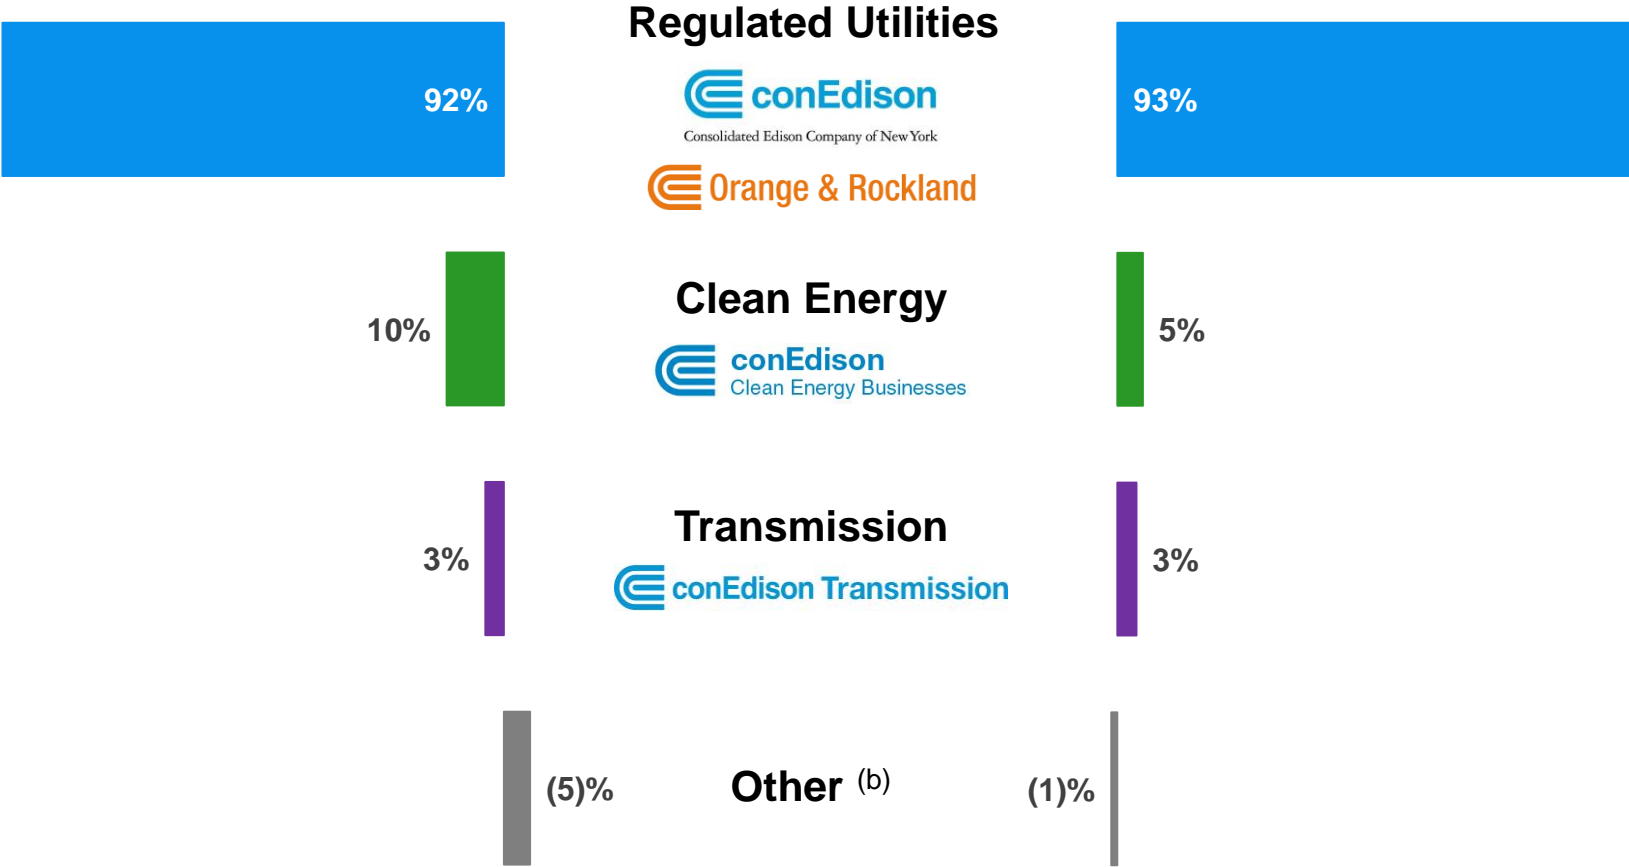 Regulated Utilities
92%
conEdison
93%
Consolidated Edison Company of New York
Orange & Rockland
Clean Energy
10%
5%
conEdison
Clean Energy Businesses
Transmission
3%
3%
conEdison Transmission
(5)%
Other (b)
(1)%